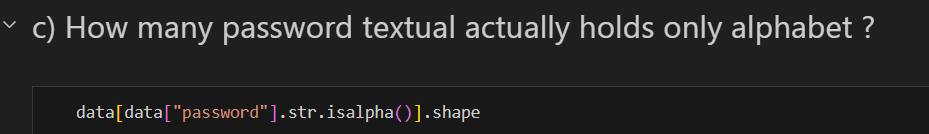 c) How many password textual actually holds only alphabet ?
data[data["password"].str.isalpha()].shape